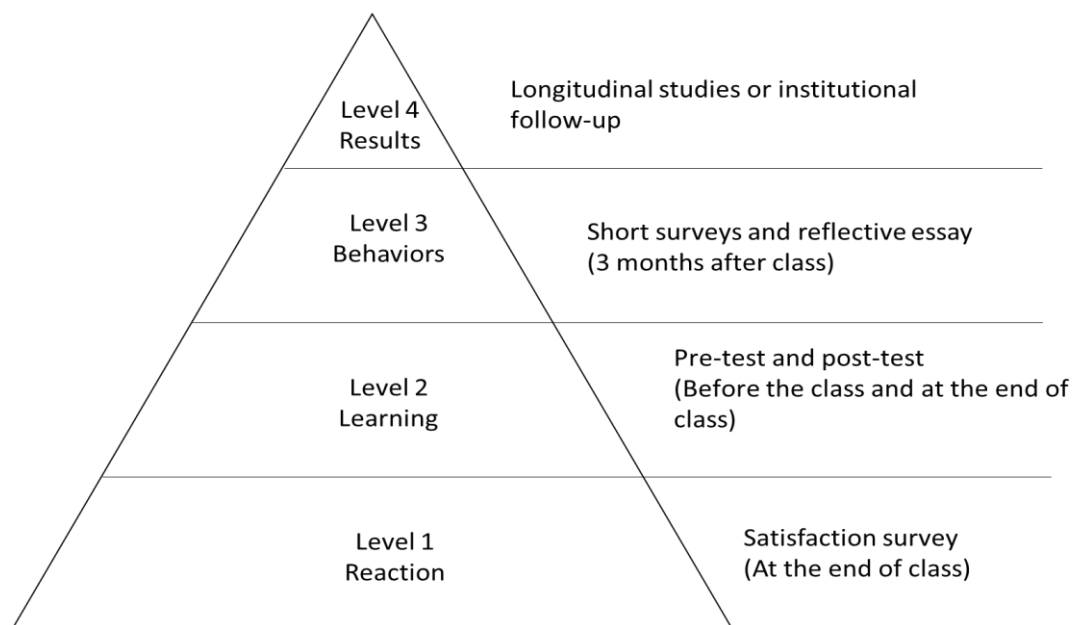 Level 4
Results
Longitudinal studies or institutional
follow-up
Level 3
Behaviors
Short surveys and reflective essay
(3 months after class)
Level 2
Learning
Pre-test and post-test
(Before the class and at the end of
class)
Level 1
Reaction
Satisfaction survey
(At the end of class)